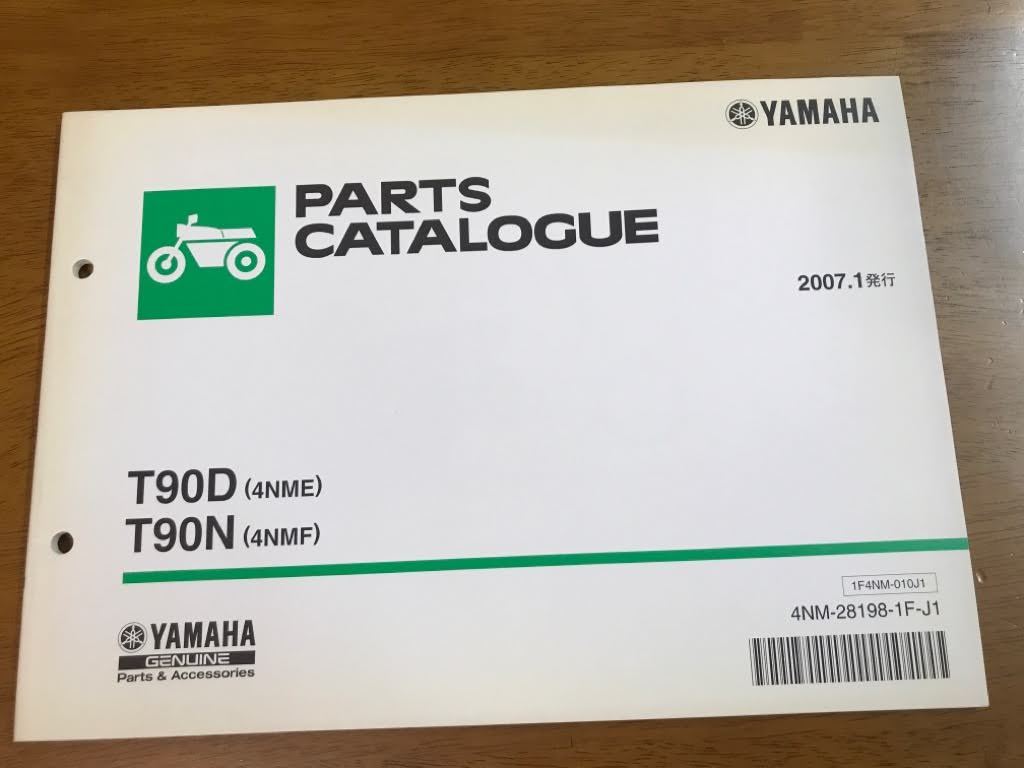 YAMAHA
PARTS
CATALOGUE
2007.1発行
T90D (4NME)
T90N (4NMF)
1F4NM-010J1
4NM-28198-1F-J1
YAMAHA
GENUINE
Parts & Accessories